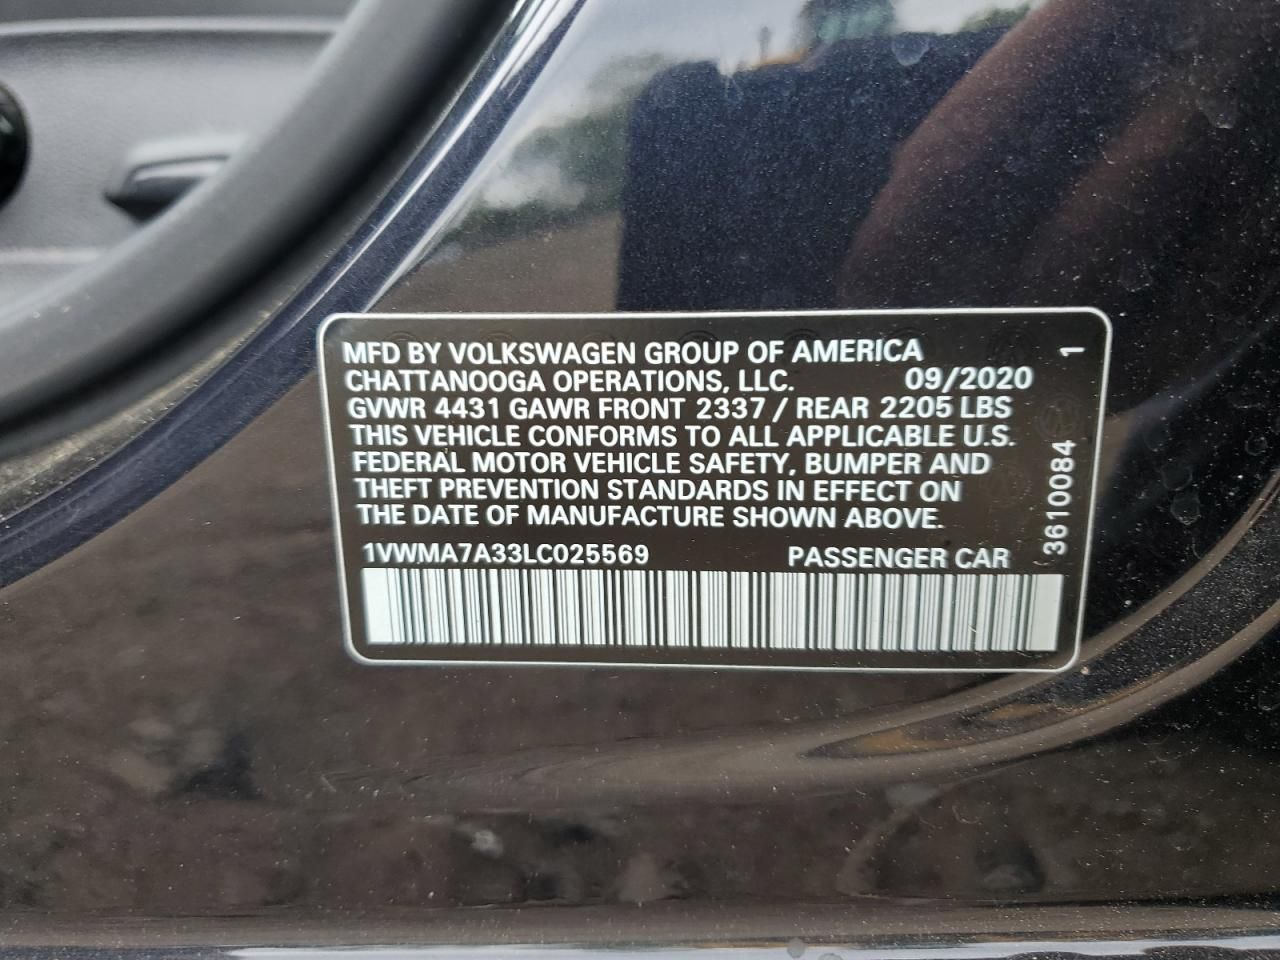 MFD BY VOLKSWAGEN GROUP OF AMERICA
CHATTANOOGA OPERATIONS, LLC. 09/2020
GVWR 4431 GAWR FRONT 2337 / REAR 2205 LBS
THIS VEHICLE CONFORMS TO ALL APPLICABLE U.S.
FEDERAL MOTOR VEHICLE SAFETY, BUMPER AND
THEFT PREVENTION STANDARDS IN EFFECT ON
THE DATE OF MANUFACTURE SHOWN ABOVE.
1VWMA7A33LC025569 PASSENGER CAR
3610084 1